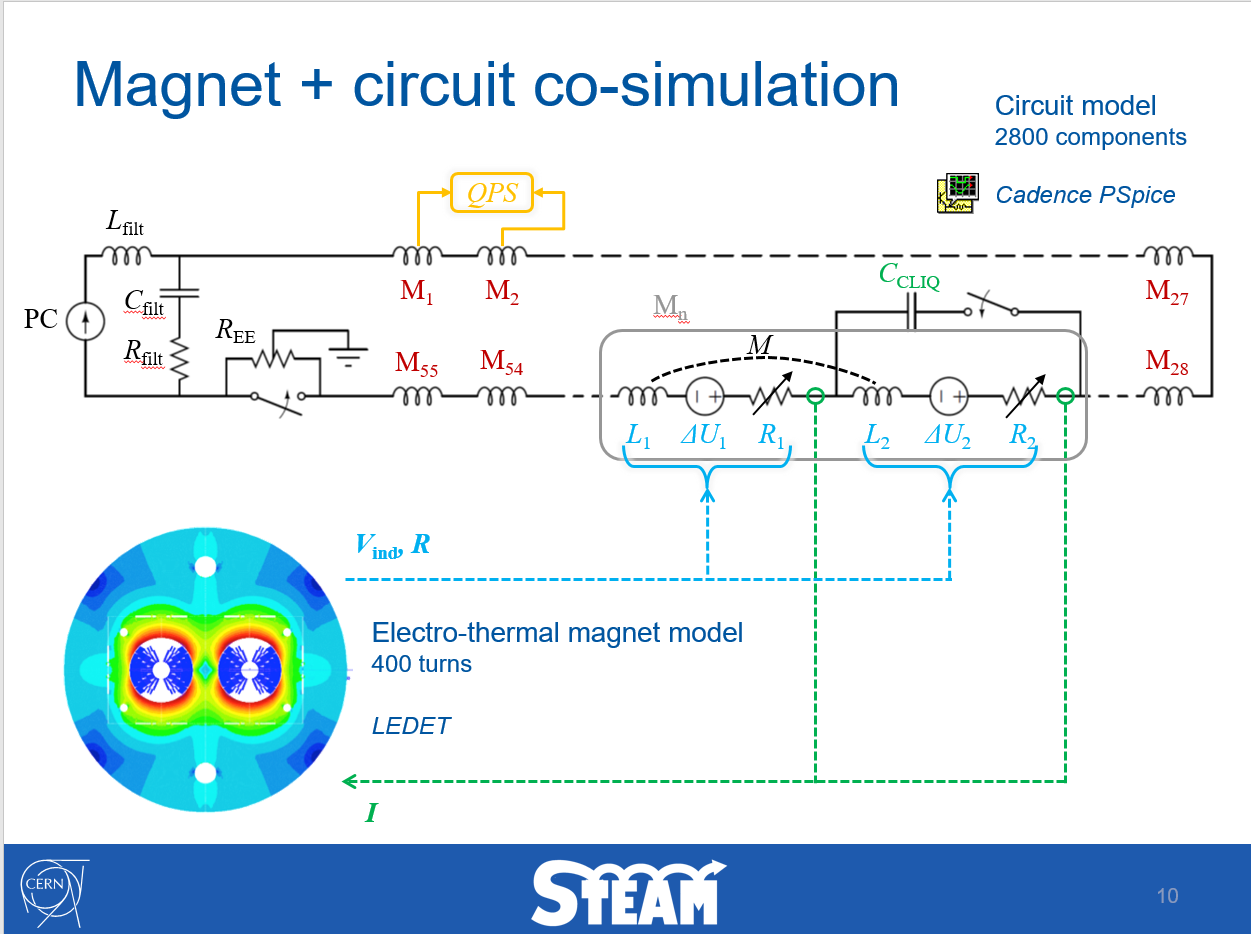 Magnet + circuit co-simulation
Circuit model
2800 components
Cadence PSpice
QPS
Lfilt
M1
M2
CCLIQ
M27
PC
Cfilt
Mn
Rfilt
REE
M55
M54
M
M28
L1
ΔU1
R1
L2
ΔU2
R2
Vind, R
Electro-thermal magnet model
400 turns
LEDET
I
CERN
STEAM
10